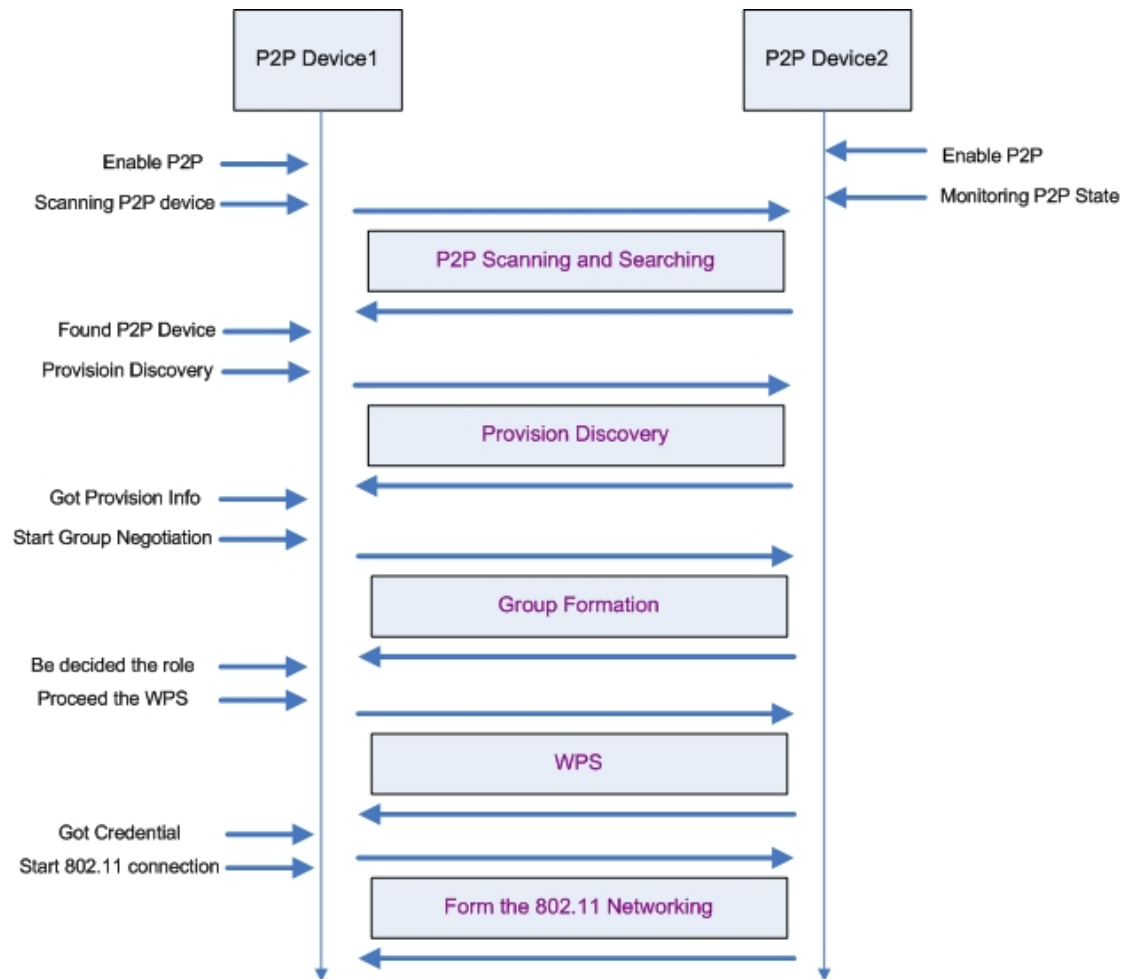 P2P Device1
P2P Device2
Enable P2P
Enable P2P
Scanning P2P device
Monitoring P2P State
P2P Scanning and Searching
Found P2P Device
Provisioin Discovery
Provision Discovery
Got Provision Info
Start Group Negotiation
Group Formation
Be decided the role
Proceed the WPS
WPS
Got Credential
Start 802.11 connection
Form the 802.11 Networking